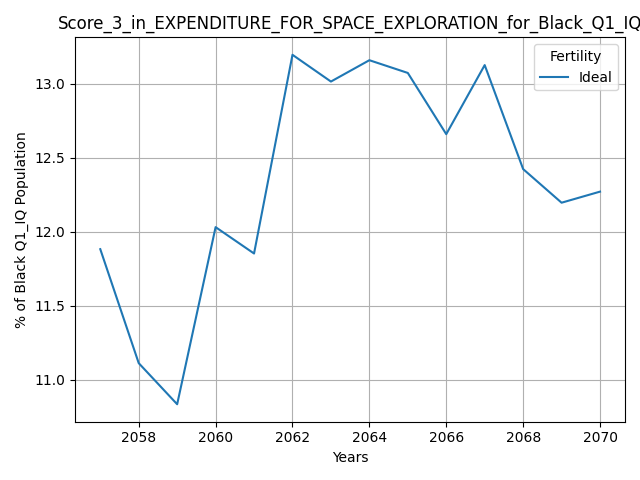 Score_3_in_EXPENDITURE_FOR_SPACE_EXPLORATION_for_Black_Q1_IQ
Fertility
Ideal
% of Black Q1_IQ Population
13.0
12.5
12.0
11.5
11.0
2058 2060 2062 2064 2066 2068 2070
Years